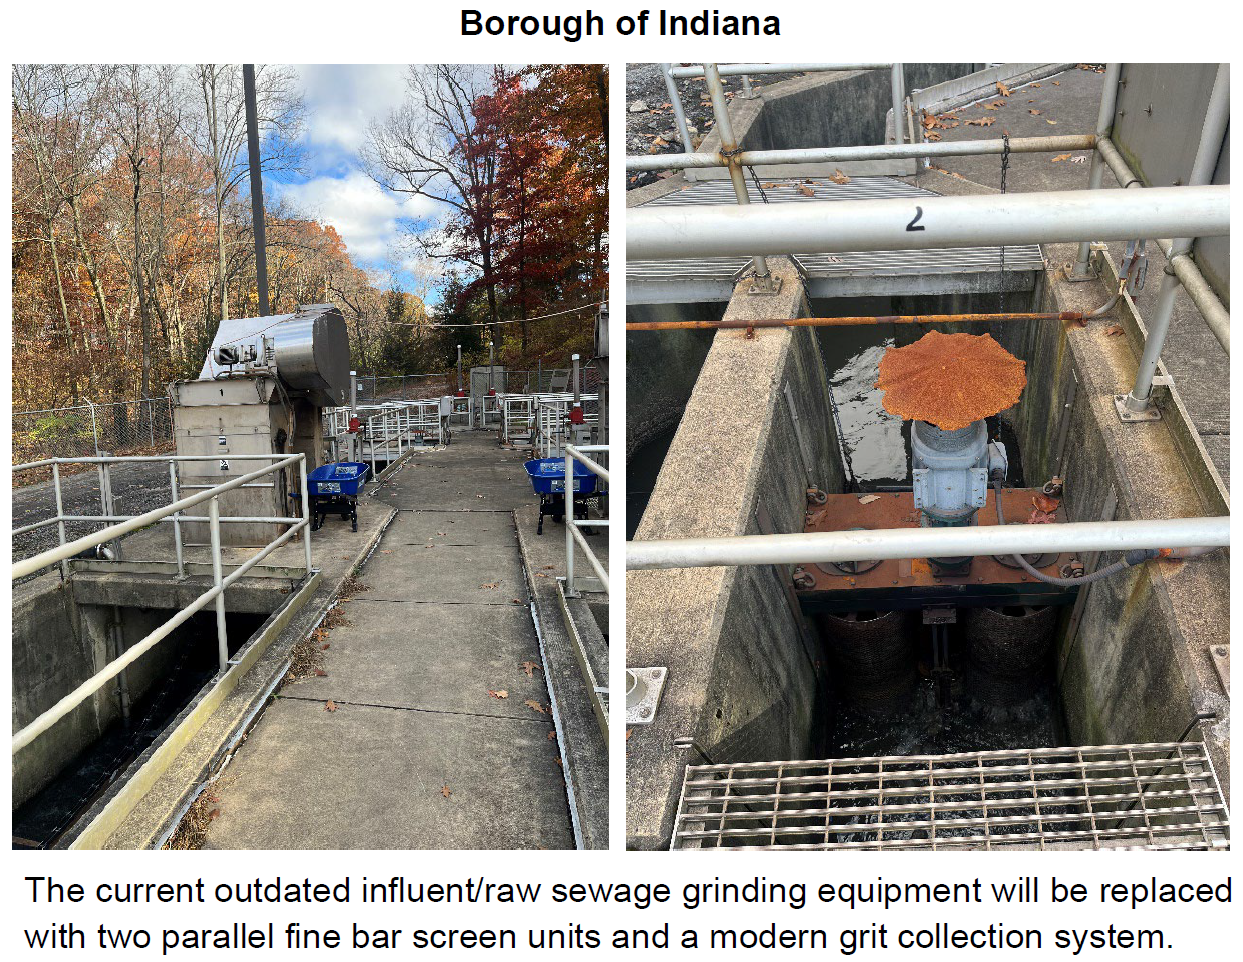 Borough of Indiana
1
2
The current outdated influent/raw sewage grinding equipment will be replaced
with two parallel fine bar screen units and a modern grit collection system.